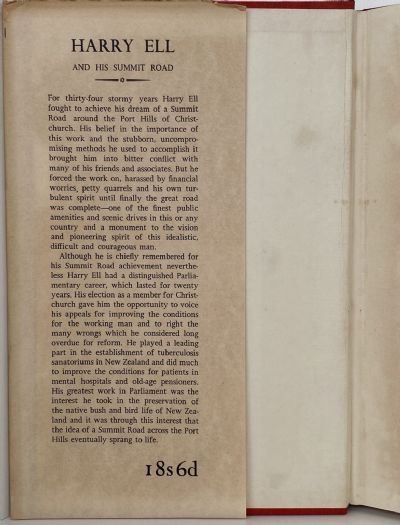 HARRY ELL
AND HIS SUMMIT ROAD
For thirty-four stormy years Harry Ell
fought to achieve his dream of a Summit
Road around the Port Hills of Christ-
church. His belief in the importance of
this work and the stubborn, uncompro-
mising methods he used to accomplish it
brought him into bitter conflict with
many of his friends and associates. But he
forced the work on, harassed by financial
worries, petty quarrels and his own tur-
bulent spirit until finally the great road
was complete—one of the finest public
amenities and scenic drives in this or any
country and a monument to the vision
and pioneering spirit of this idealistic,
difficult and courageous man.
Although he is chiefly remembered for
his Summit Road achievement neverthe-
less Harry Ell had a distinguished Parlia-
mentary career, which lasted for twenty
years. His election as a member for Christ-
church gave him the opportunity to voice
his appeals for improving the conditions
for the working man and to right the
many wrongs which he considered long
overdue for reform. He played a leading
part in the establishment of tuberculosis
sanatoriums in New Zealand and did much
to improve the conditions for patients in
mental hospitals and old-age pensioners.
His greatest work in Parliament was the
interest he took in the preservation of
the native bush and bird life of New Zea-
land and it was through this interest that
the idea of a Summit Road across the Port
Hills eventually sprang to life.
18s6d